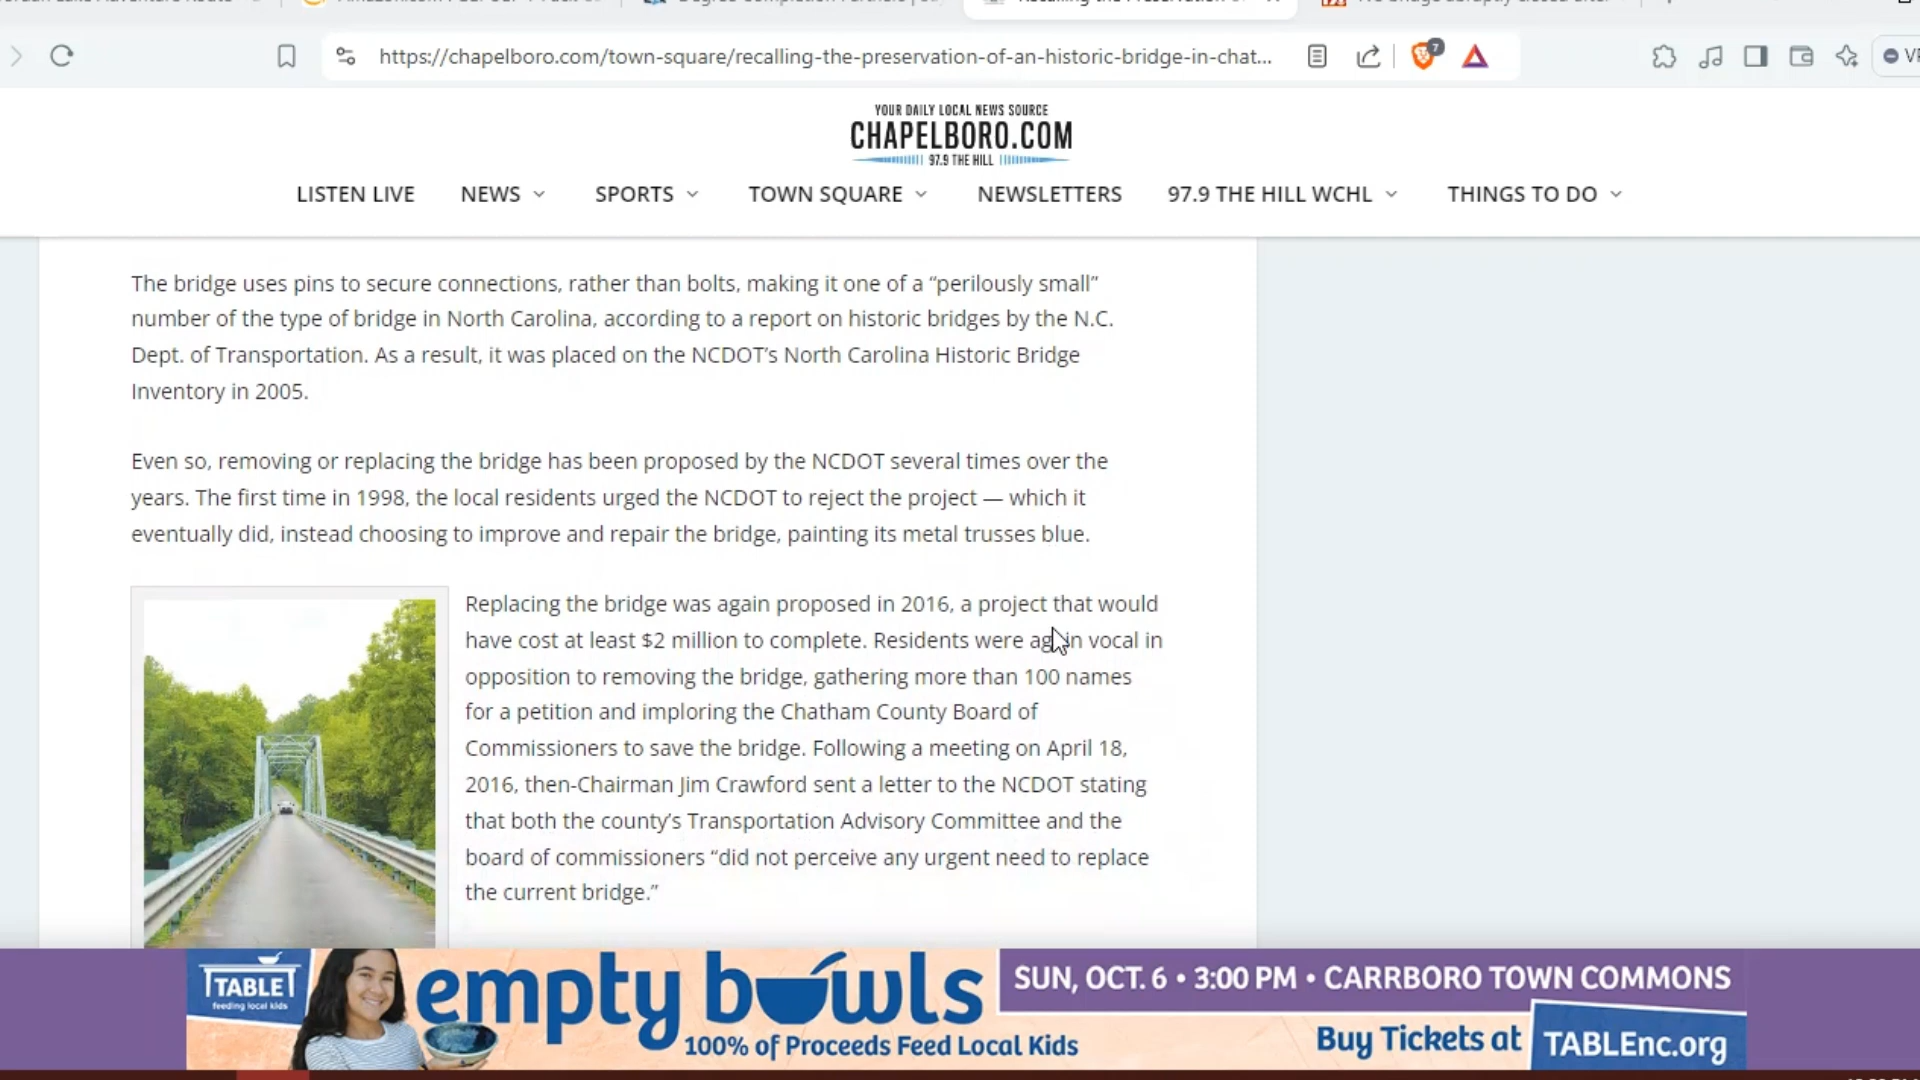 Amazon.com
7
https://chapelboro.com/town-square/recalling-the-preservation-of-an-historic-bridge-in-chat...
YOUR DAILY LOCAL NEWS SOURCE
CHAPELBORO.COM
97.9 THE HILL
LISTEN LIVE NEWS SPORTS TOWN SQUARE NEWSLETTERS 97.9 THE HILL WCHL THINGS TO DO
The bridge uses pins to secure connections, rather than bolts, making it one of a “perilously small”
number of the type of bridge in North Carolina, according to a report on historic bridges by the N.C.
Dept. of Transportation. As a result, it was placed on the NCDOT’s North Carolina Historic Bridge
Inventory in 2005.
Even so, removing or replacing the bridge has been proposed by the NCDOT several times over the
years. The first time in 1998, the local residents urged the NCDOT to reject the project — which it
eventually did, instead choosing to improve and repair the bridge, painting its metal trusses blue.
Replacing the bridge was again proposed in 2016, a project that would
have cost at least $2 million to complete. Residents were again vocal in
opposition to removing the bridge, gathering more than 100 names
for a petition and imploring the Chatham County Board of
Commissioners to save the bridge. Following a meeting on April 18,
2016, then-Chairman Jim Crawford sent a letter to the NCDOT stating
that both the county’s Transportation Advisory Committee and the
board of commissioners “did not perceive any urgent need to replace
the current bridge.”
TABLE
feeding local kids
empty bowls
100% of Proceeds Feed Local Kids
SUN, OCT. 6 • 3:00 PM • CARRBORO TOWN COMMONS
Buy Tickets at TABLEnc.org